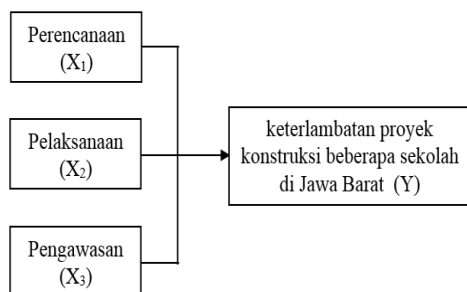 Perencanaan
(X₁)
Pelaksanaan
(X₂)
Pengawasan
(X₃)
keterlambatan proyek
konstruksi beberapa sekolah
di Jawa Barat (Y)